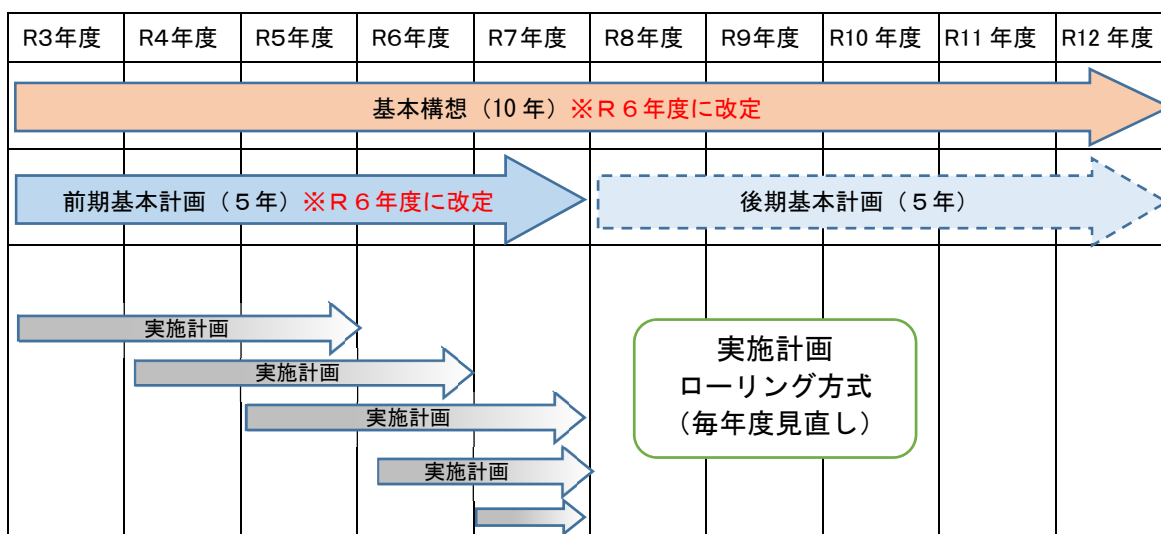 R3年度 R4年度 R5年度 R6年度 R7年度 R8年度 R9年度 R10 年度 R11 年度 R12 年度
基本構想（10 年）※Ｒ６年度に改定
前期基本計画（５年）※Ｒ６年度に改定 後期基本計画（５年）
実施計画
実施計画
実施計画
実施計画
実施計画
ローリング方式
（毎年度見直し）